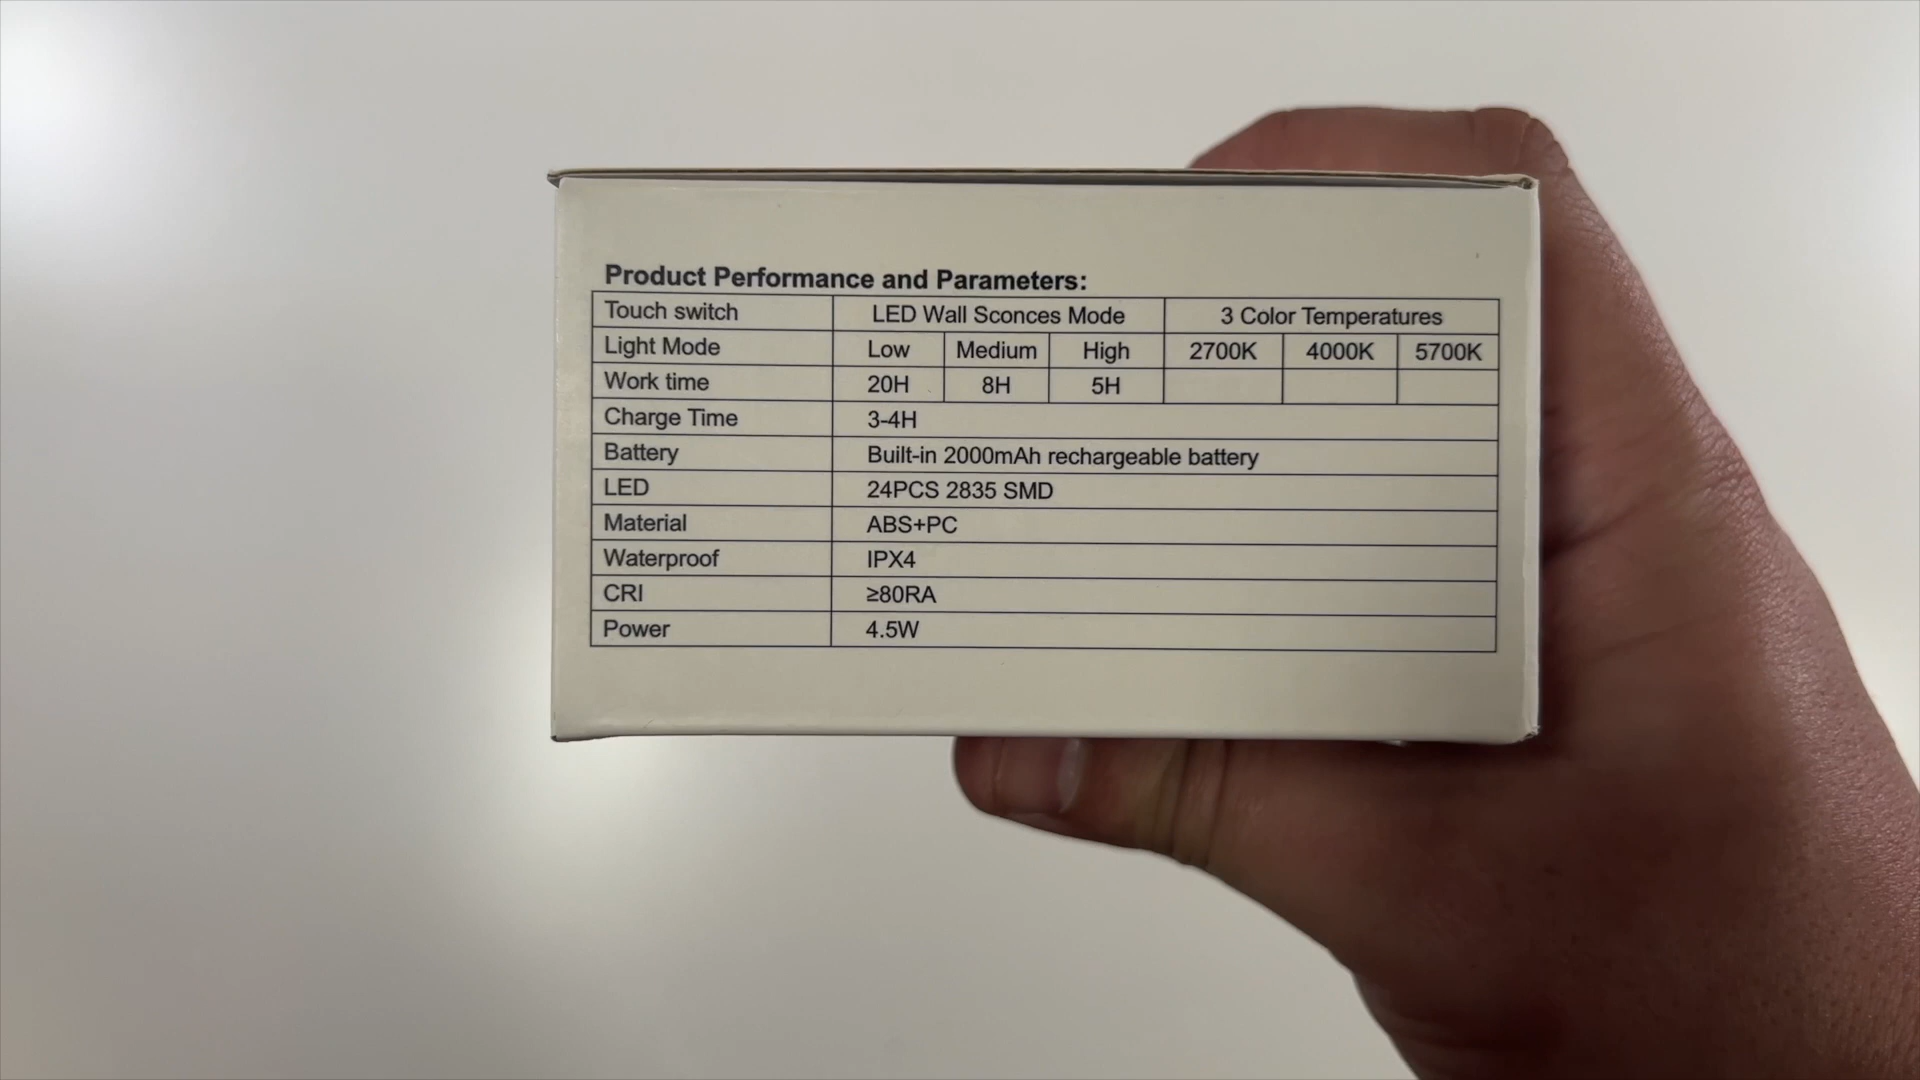 Product Performance and Parameters:
Touch switch LED Wall Sconces Mode 3 Color Temperatures
Light Mode Low Medium High 2700K 4000K 5700K
Work time 20H 8H 5H
Charge Time 3-4H
Battery Built-in 2000mAh rechargeable battery
LED 24PCS 2835 SMD
Material ABS+PC
Waterproof IPX4
CRI ≥80RA
Power 4.5W